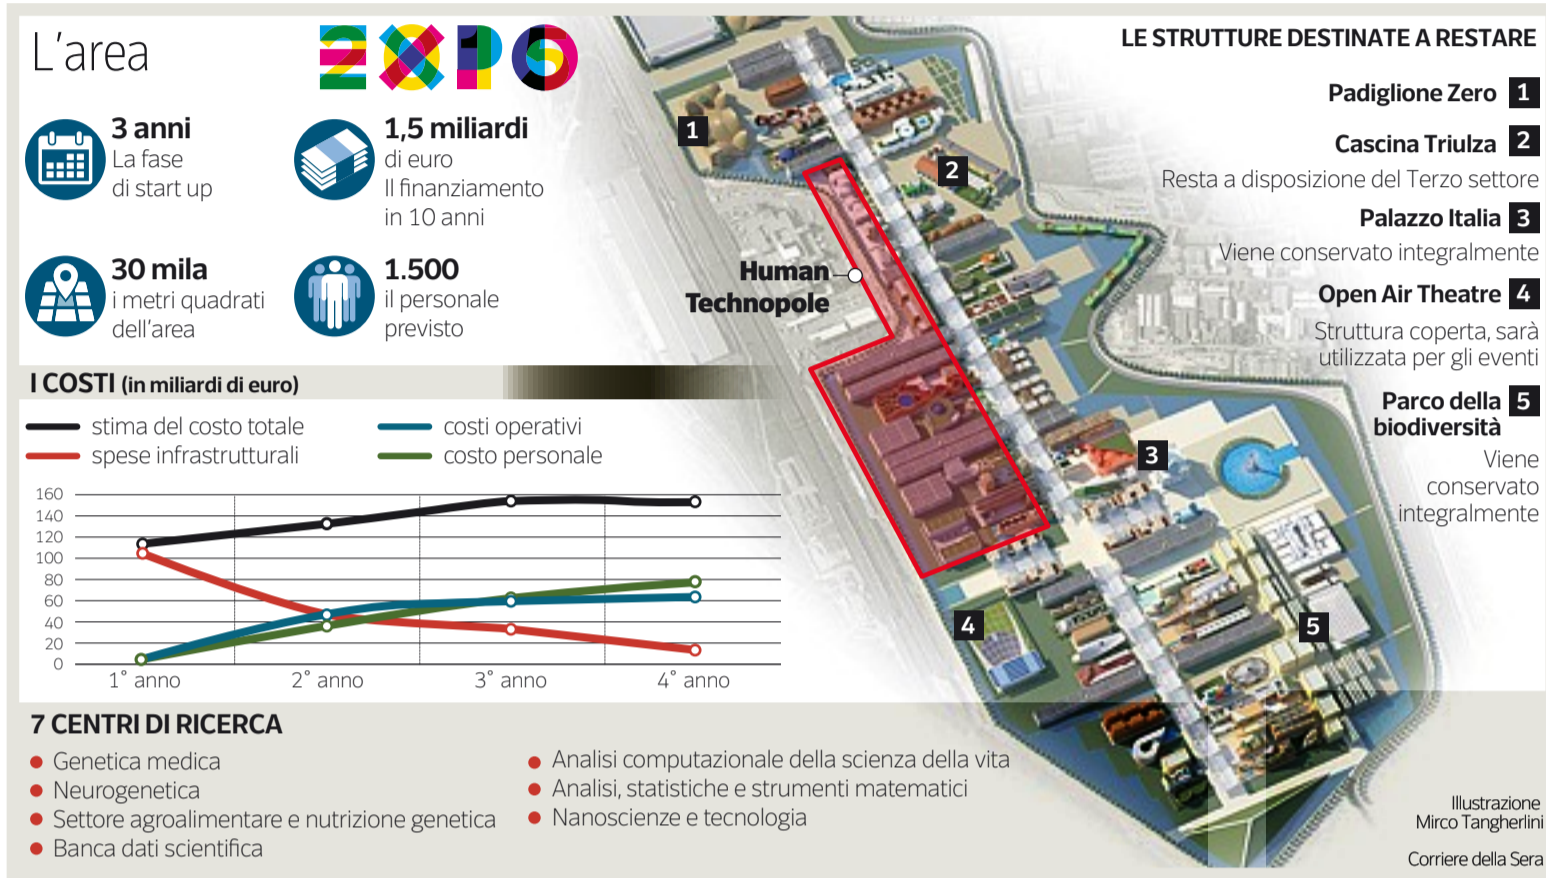 L'area
EXPO
3 anni
La fase
di start up
1,5 miliardi
di euro
Il finanziamento
in 10 anni
30 mila
i metri quadrati
dell'area
1.500
il personale
previsto
I COSTI (in miliardi di euro)
stima del costo totale
spese infrastrutturali
costi operativi
costo personale
160
140
120
100
80
60
40
20
0
1° anno
2° anno
3° anno
4° anno
7 CENTRI DI RICERCA
Genetica medica
Neurogenetica
Settore agroalimentare e nutrizione genetica
Banca dati scientifica
Analisi computazionale della scienza della vita
Analisi, statistiche e strumenti matematici
Nanoscienze e tecnologia
1
2
Human
Technopole
3
4
5
LE STRUTTURE DESTINATE A RESTARE
Padiglione Zero 1
Cascina Triulza 2
Resta a disposizione del Terzo settore
Palazzo Italia 3
Viene conservato integralmente
Open Air Theatre 4
Struttura coperta, sarà
utilizzata per gli eventi
Parco della 5
biodiversità
Viene
conservato
integralmente
Illustrazione
Mirco Tangherlini
Corriere della Sera